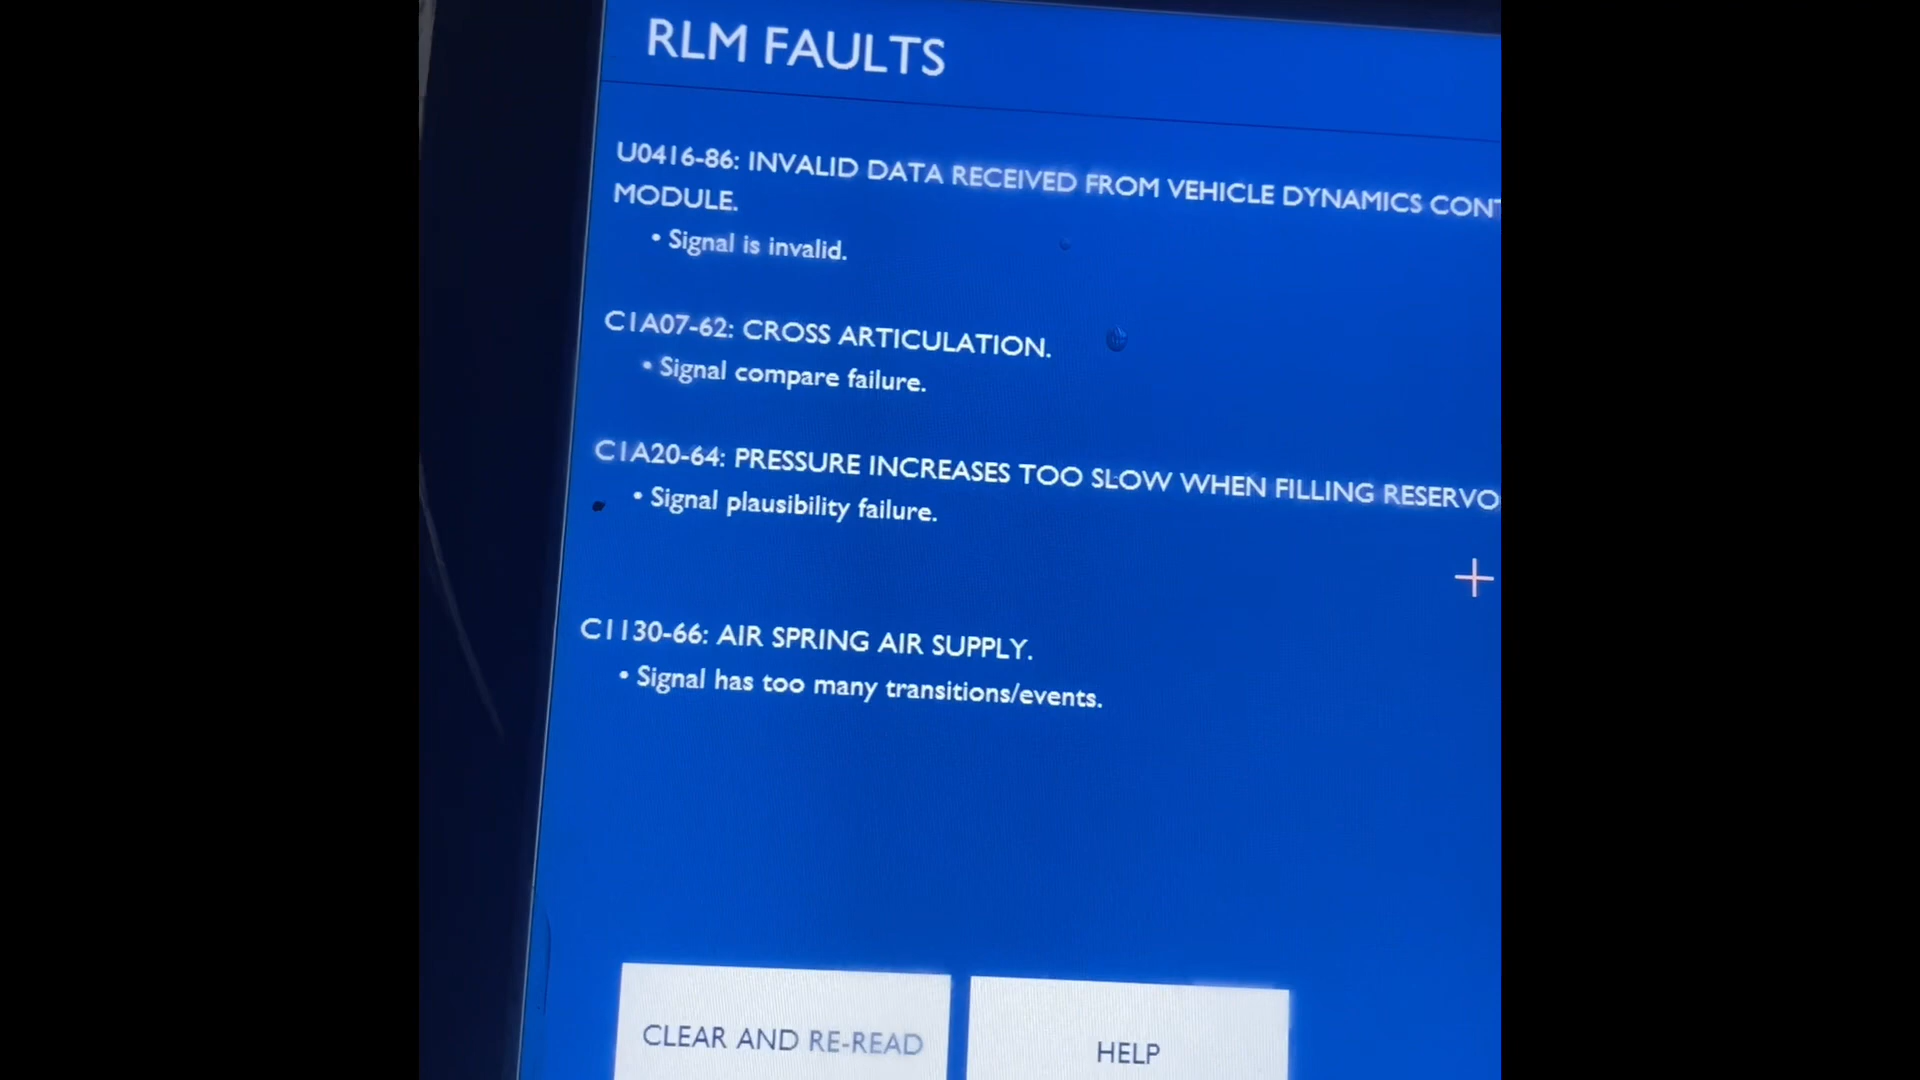 RLM FAULTS
U0416-86: INVALID DATA RECEIVED FROM VEHICLE DYNAMICS CONT
MODULE.
• Signal is invalid.
C1A07-62: CROSS ARTICULATION.
• Signal compare failure.
C1A20-64: PRESSURE INCREASES TOO SLOW WHEN FILLING RESERVO
• Signal plausibility failure.
C1130-66: AIR SPRING AIR SUPPLY.
• Signal has too many transitions/events.
CLEAR AND RE-READ
HELP